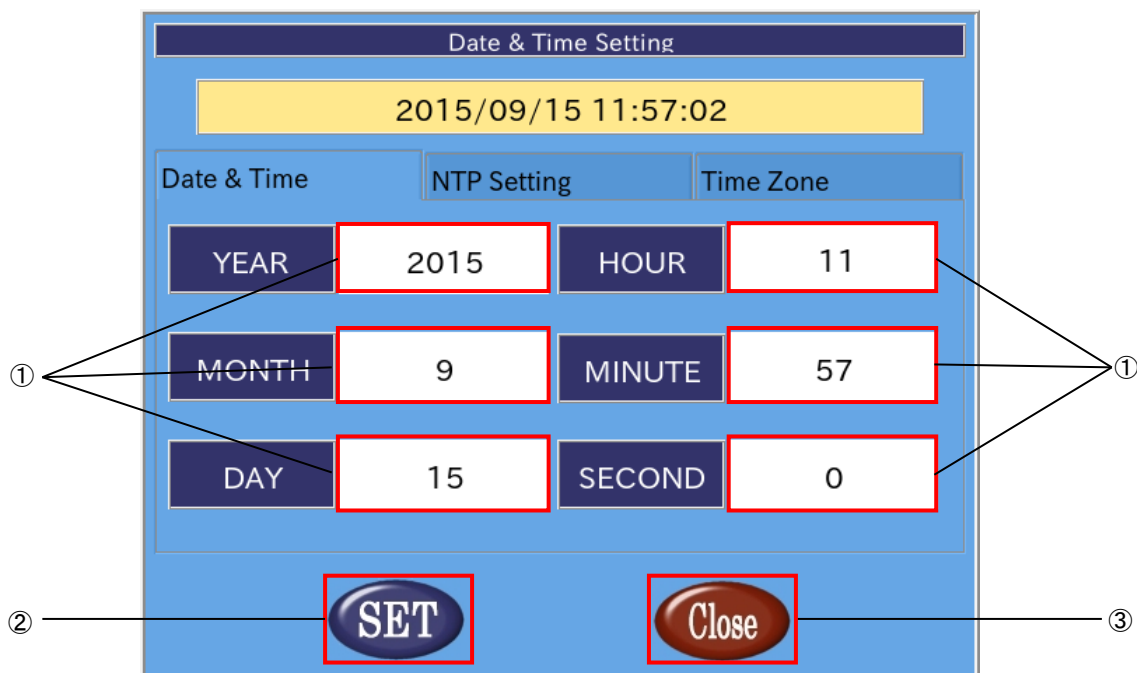 Date & Time Setting
2015/09/15 11:57:02
Date & Time NTP Setting Time Zone
YEAR 2015 HOUR 11
① MONTH 9 MINUTE 57 ①
DAY 15 SECOND 0
② SET Close ③